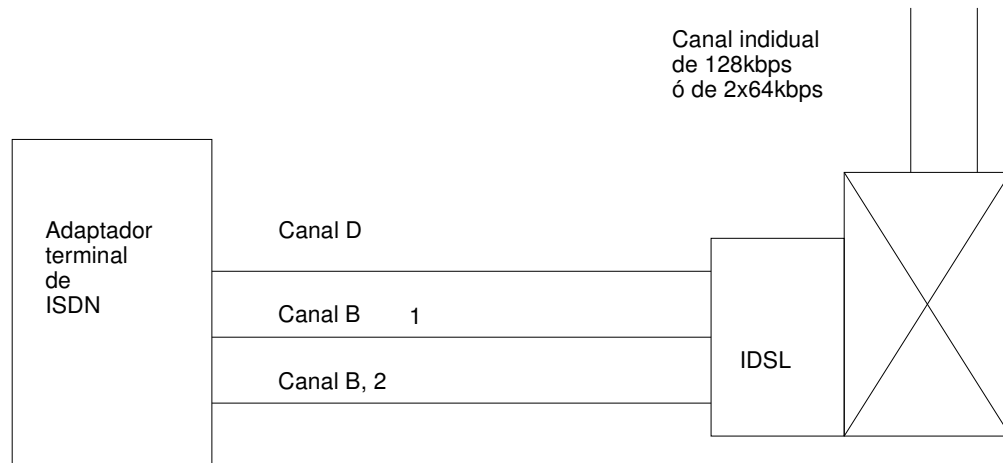 Canal indidual
de 128kbps
ó de 2x64kbps
Adaptador
terminal
de
ISDN
Canal D
Canal B 1
Canal B, 2
IDSL